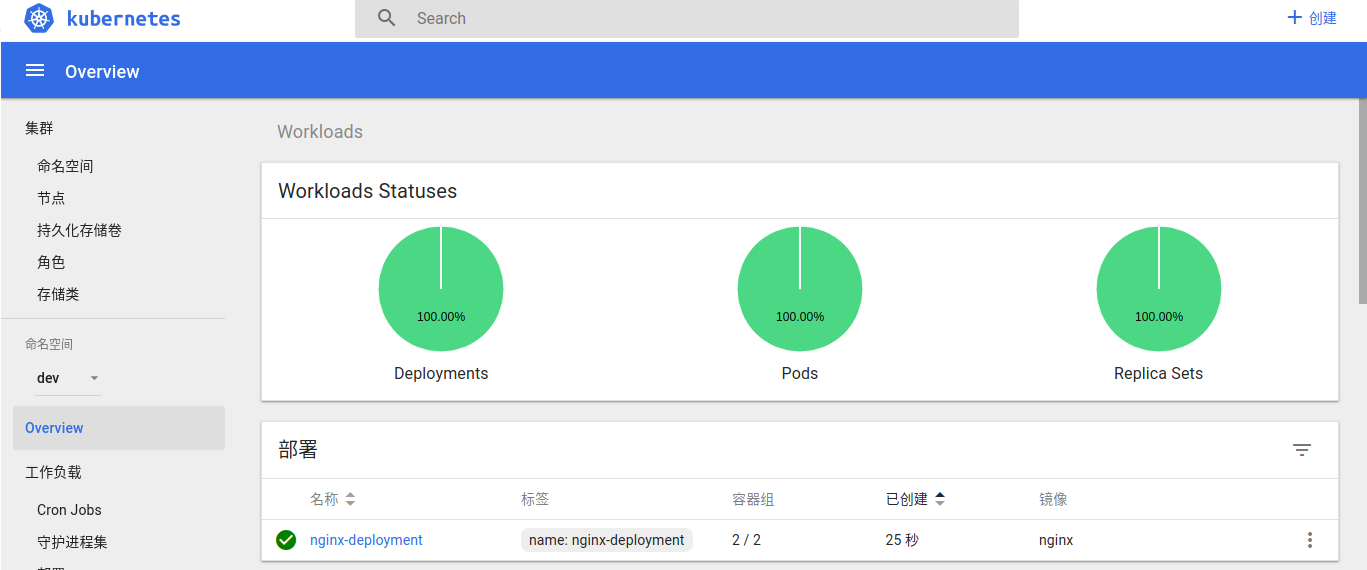 kubernetes
Search
创建
Overview
集群
命名空间
节点
持久化存储卷
角色
存储类
命名空间
dev
Overview
工作负载
Cron Jobs
守护进程集
Workloads
Workloads Statuses
100.00% 100.00% 100.00%
Deployments Pods Replica Sets
部署
名称 标签 容器组 已创建 镜像
nginx-deployment name: nginx-deployment 2 / 2 25 秒 nginx